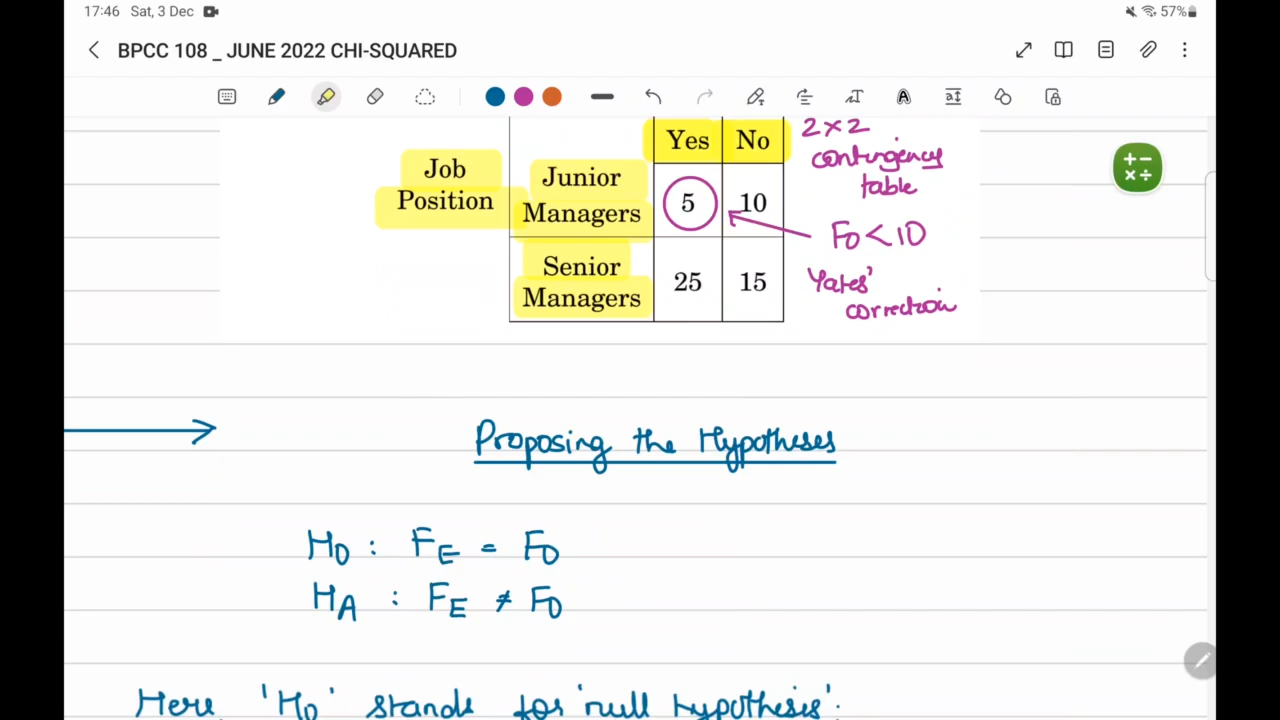 17:46 Sat, 3 Dec 57%
BPCC 108 _ JUNE 2022 CHI-SQUARED
Yes No
2×2
contingency
table
Job
Position
Junior
Managers
5 10
Fo < 10
Senior
Managers
25 15
Yates'
correction
Proposing the Hypotheses
H0 : FE = FO
HA : FE ≠ FO
Here, 'H0' stands for 'null hypothesis';